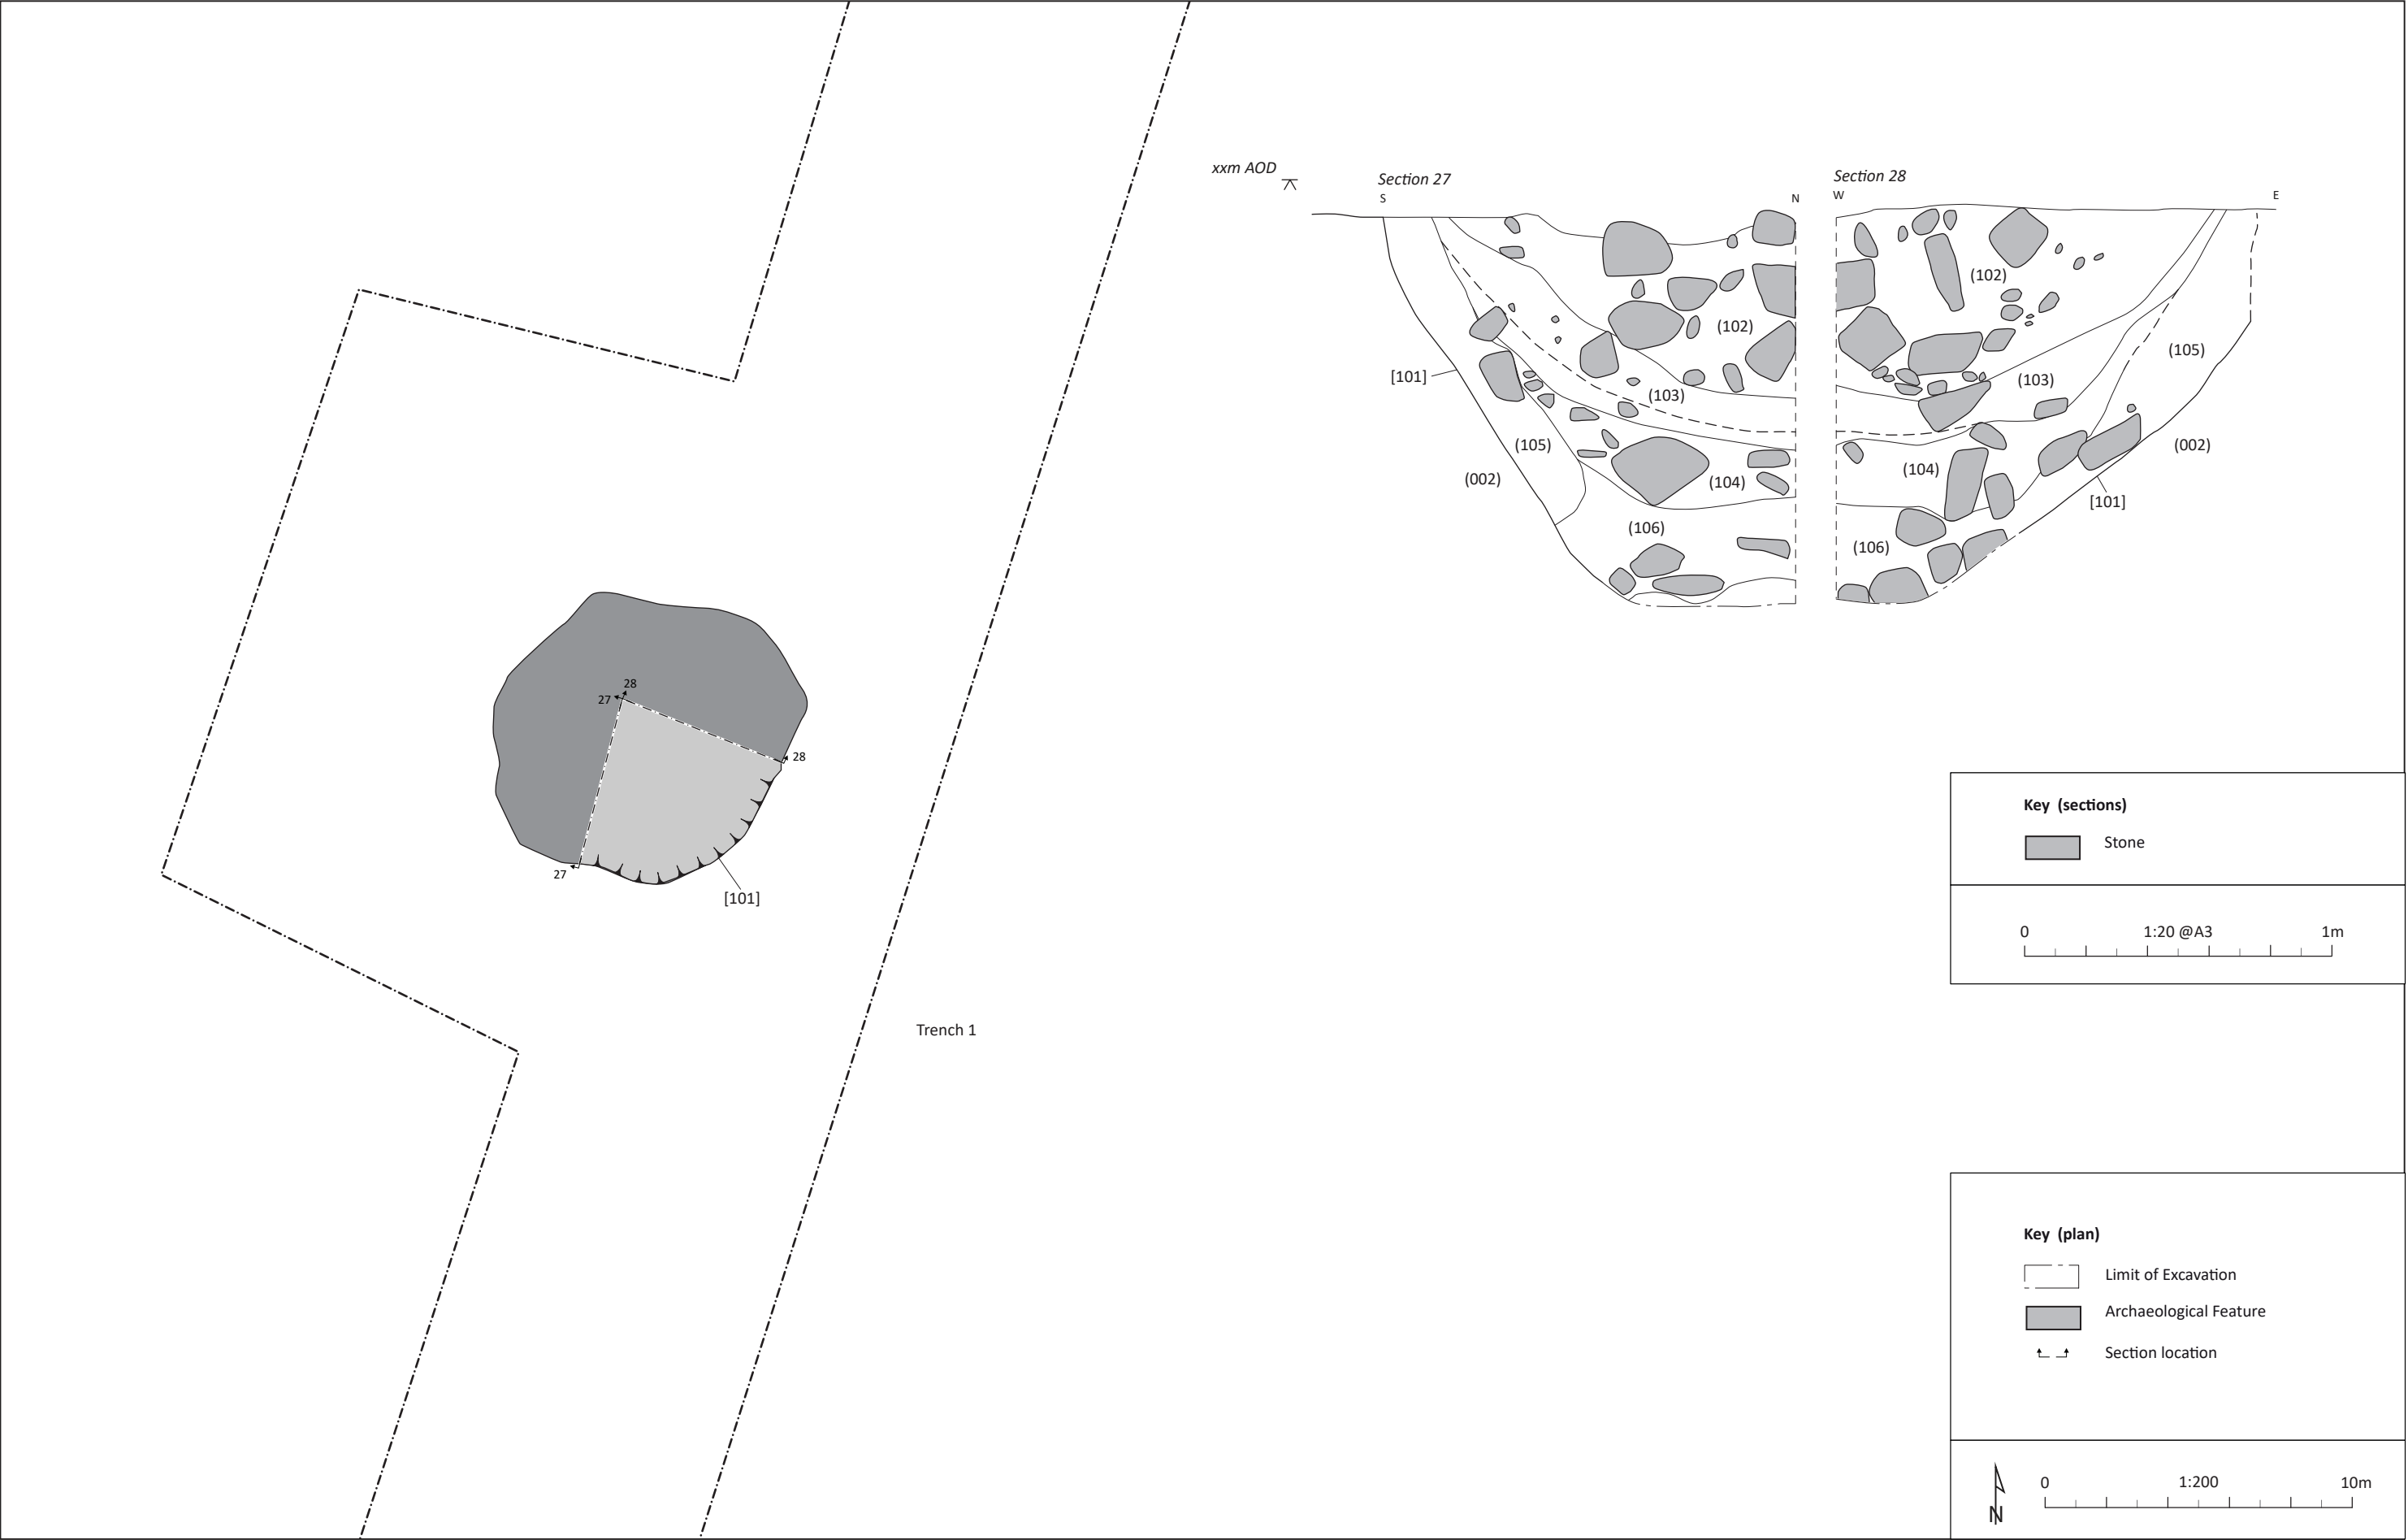 xxm AOD
Section 27
S
N
Section 28
W
E
(102)
(102)
[101]
(103)
(103)
(105)
(105)
(002)
(002)
(104)
(104)
[101]
(106)
(106)
28
27
28
27
[101]
Trench 1
Key (sections)
Stone
0 1:20 @A3 1m
Key (plan)
Limit of Excavation
Archaeological Feature
Section location
N
0 1:200 10m